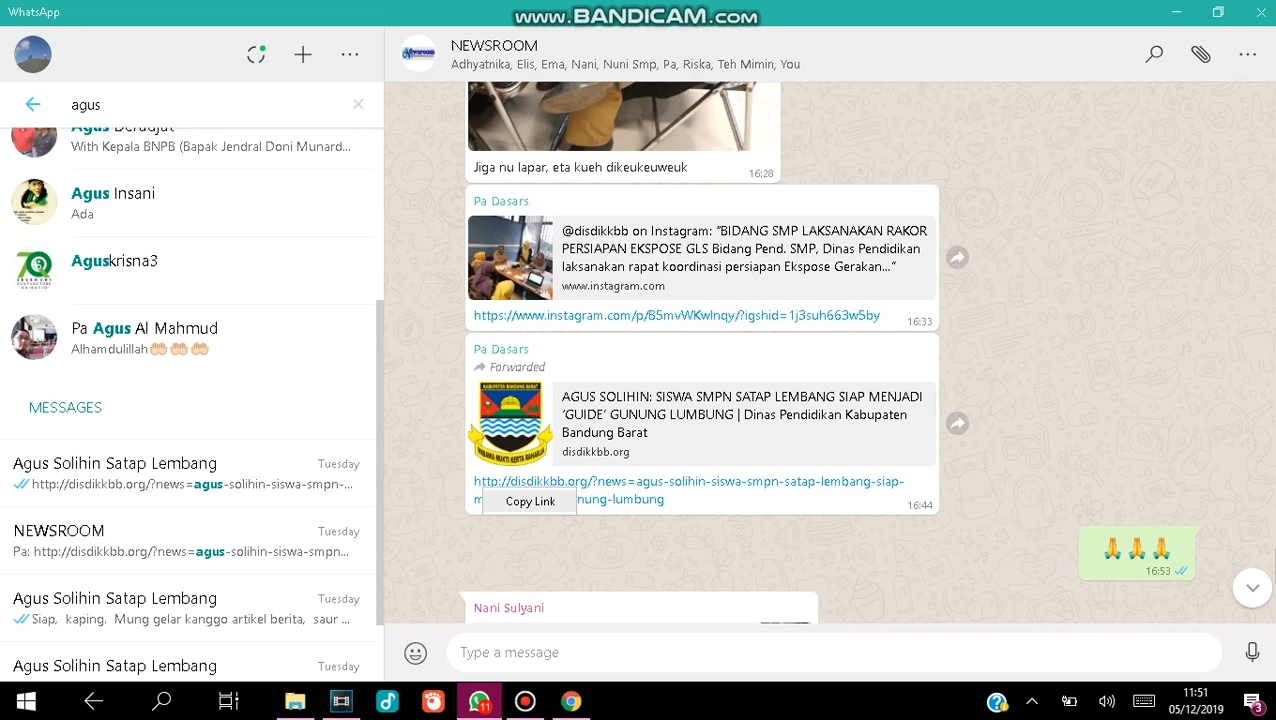 WhatsApp
www.BANDICAM.com
agus
Agus Deradjat
With Kepala BNPB (Bapak Jendral Doni Munard...
Agus Insani
Ada
Aguskrisna3
Pa Agus Al Mahmud
Alhamdulillah🤲🏻🤲🏻🤲🏻
MESSAGES
Agus Solihin Satap Lembang
Tuesday
http://disdikkbb.org/?news=agus-solihin-siswa-smpn-...
NEWSROOM
Tuesday
Pa: http://disdikkbb.org/?news=agus-solihin-siswa-smpn...
Agus Solihin Satap Lembang
Tuesday
Siap, kaping. Mung gelar kanggo artikel berita, saur ...
Agus Solihin Satap Lembang
Tuesday
NEWSROOM
Adhyatnika, Elis, Ema, Nani, Nuni Smp, Pa, Riska, Teh Mimin, You
Jiga nu lapar, eta kueh dikeukeuweuk
16:28
Pa Dasars
@disdikkbb on Instagram: “BIDANG SMP LAKSANAKAN RAKOR
PERSIAPAN EKSPOSE GLS Bidang Pend. SMP, Dinas Pendidikan
laksanakan rapat koordinasi persiapan Ekspose Gerakan...”
www.instagram.com
https://www.instagram.com/p/B5mvWKwlnqy/?igshid=1j3suh663w5by
16:33
Pa Dasars
Forwarded
KABUPATEN BANDUNG BARAT
AGUS SOLIHIN: SISWA SMPN SATAP LEMBANG SIAP MENJADI
‘GUIDE’ GUNUNG LUMBUNG | Dinas Pendidikan Kabupaten
Bandung Barat
disdikkbb.org
http://disdikkbb.org/?news=agus-solihin-siswa-smpn-satap-lembang-siap-
m
Copy Link
nung-lumbung
16:44
🙏🙏🙏
16:53
Nani Sulyani
Type a message
11
11:51
05/12/2019
3